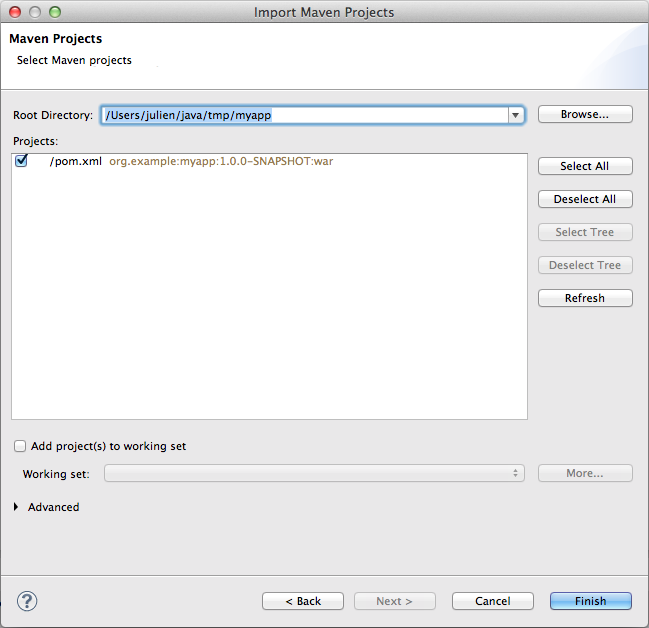 Import Maven Projects
Maven Projects
Select Maven projects
Root Directory: /Users/julien/java/tmp/myapp Browse...
Projects:
/pom.xml org.example:myapp:1.0.0-SNAPSHOT:war
Select All
Deselect All
Select Tree
Deselect Tree
Refresh
Add project(s) to working set
Working set: More...
Advanced
? < Back Next > Cancel Finish